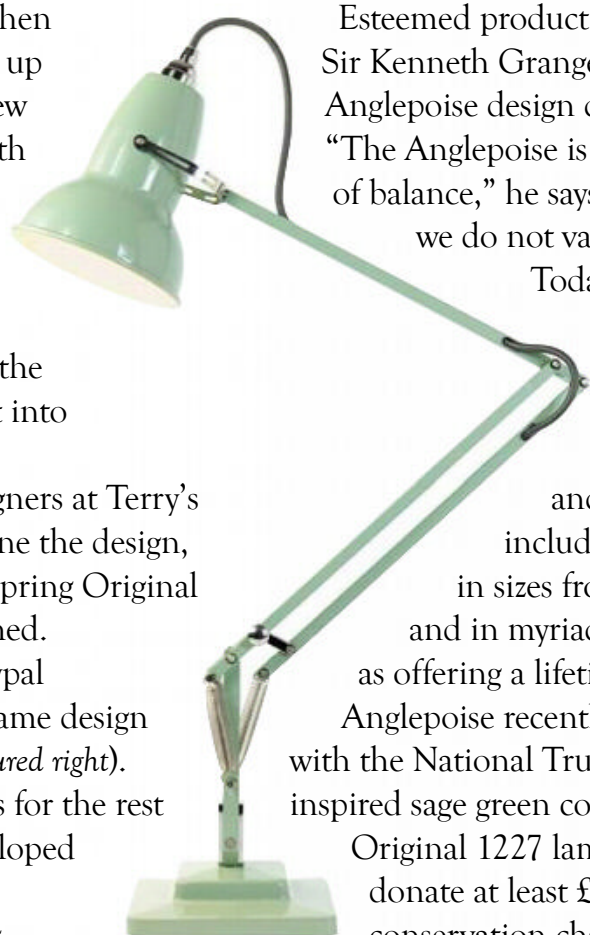 hen
up
ew
th
the
t into
gners at Terry's
ne the design,
pring Original
ned.
ypal
ame design
ured right).
s for the rest
loped
Esteemed product
Sir Kenneth Grange
Anglepoise design
“The Anglepoise is
of balance,” he says
we do not va
Toda
and
includ
in sizes fro
and in myriad
as offering a lifeti
Anglepoise recentl
with the National Tru
inspired sage green co
Original 1227 lam
donate at least £
conservation cha